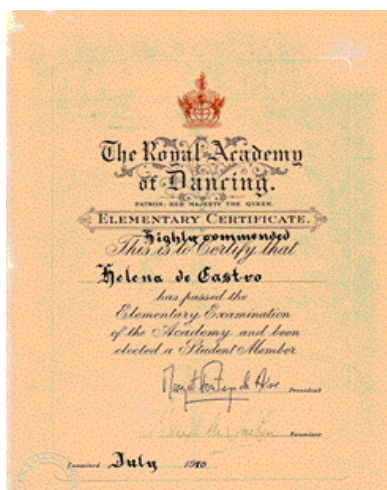 The Royal Academy
of Dancing.
PATRON: HER MAJESTY THE QUEEN.
ELEMENTARY CERTIFICATE.
Highly commended
This is to Certify that
Helena de Castro
has passed the
Elementary Examination
of the Academy and been
elected a Student Member
President
Examiner
Examined July